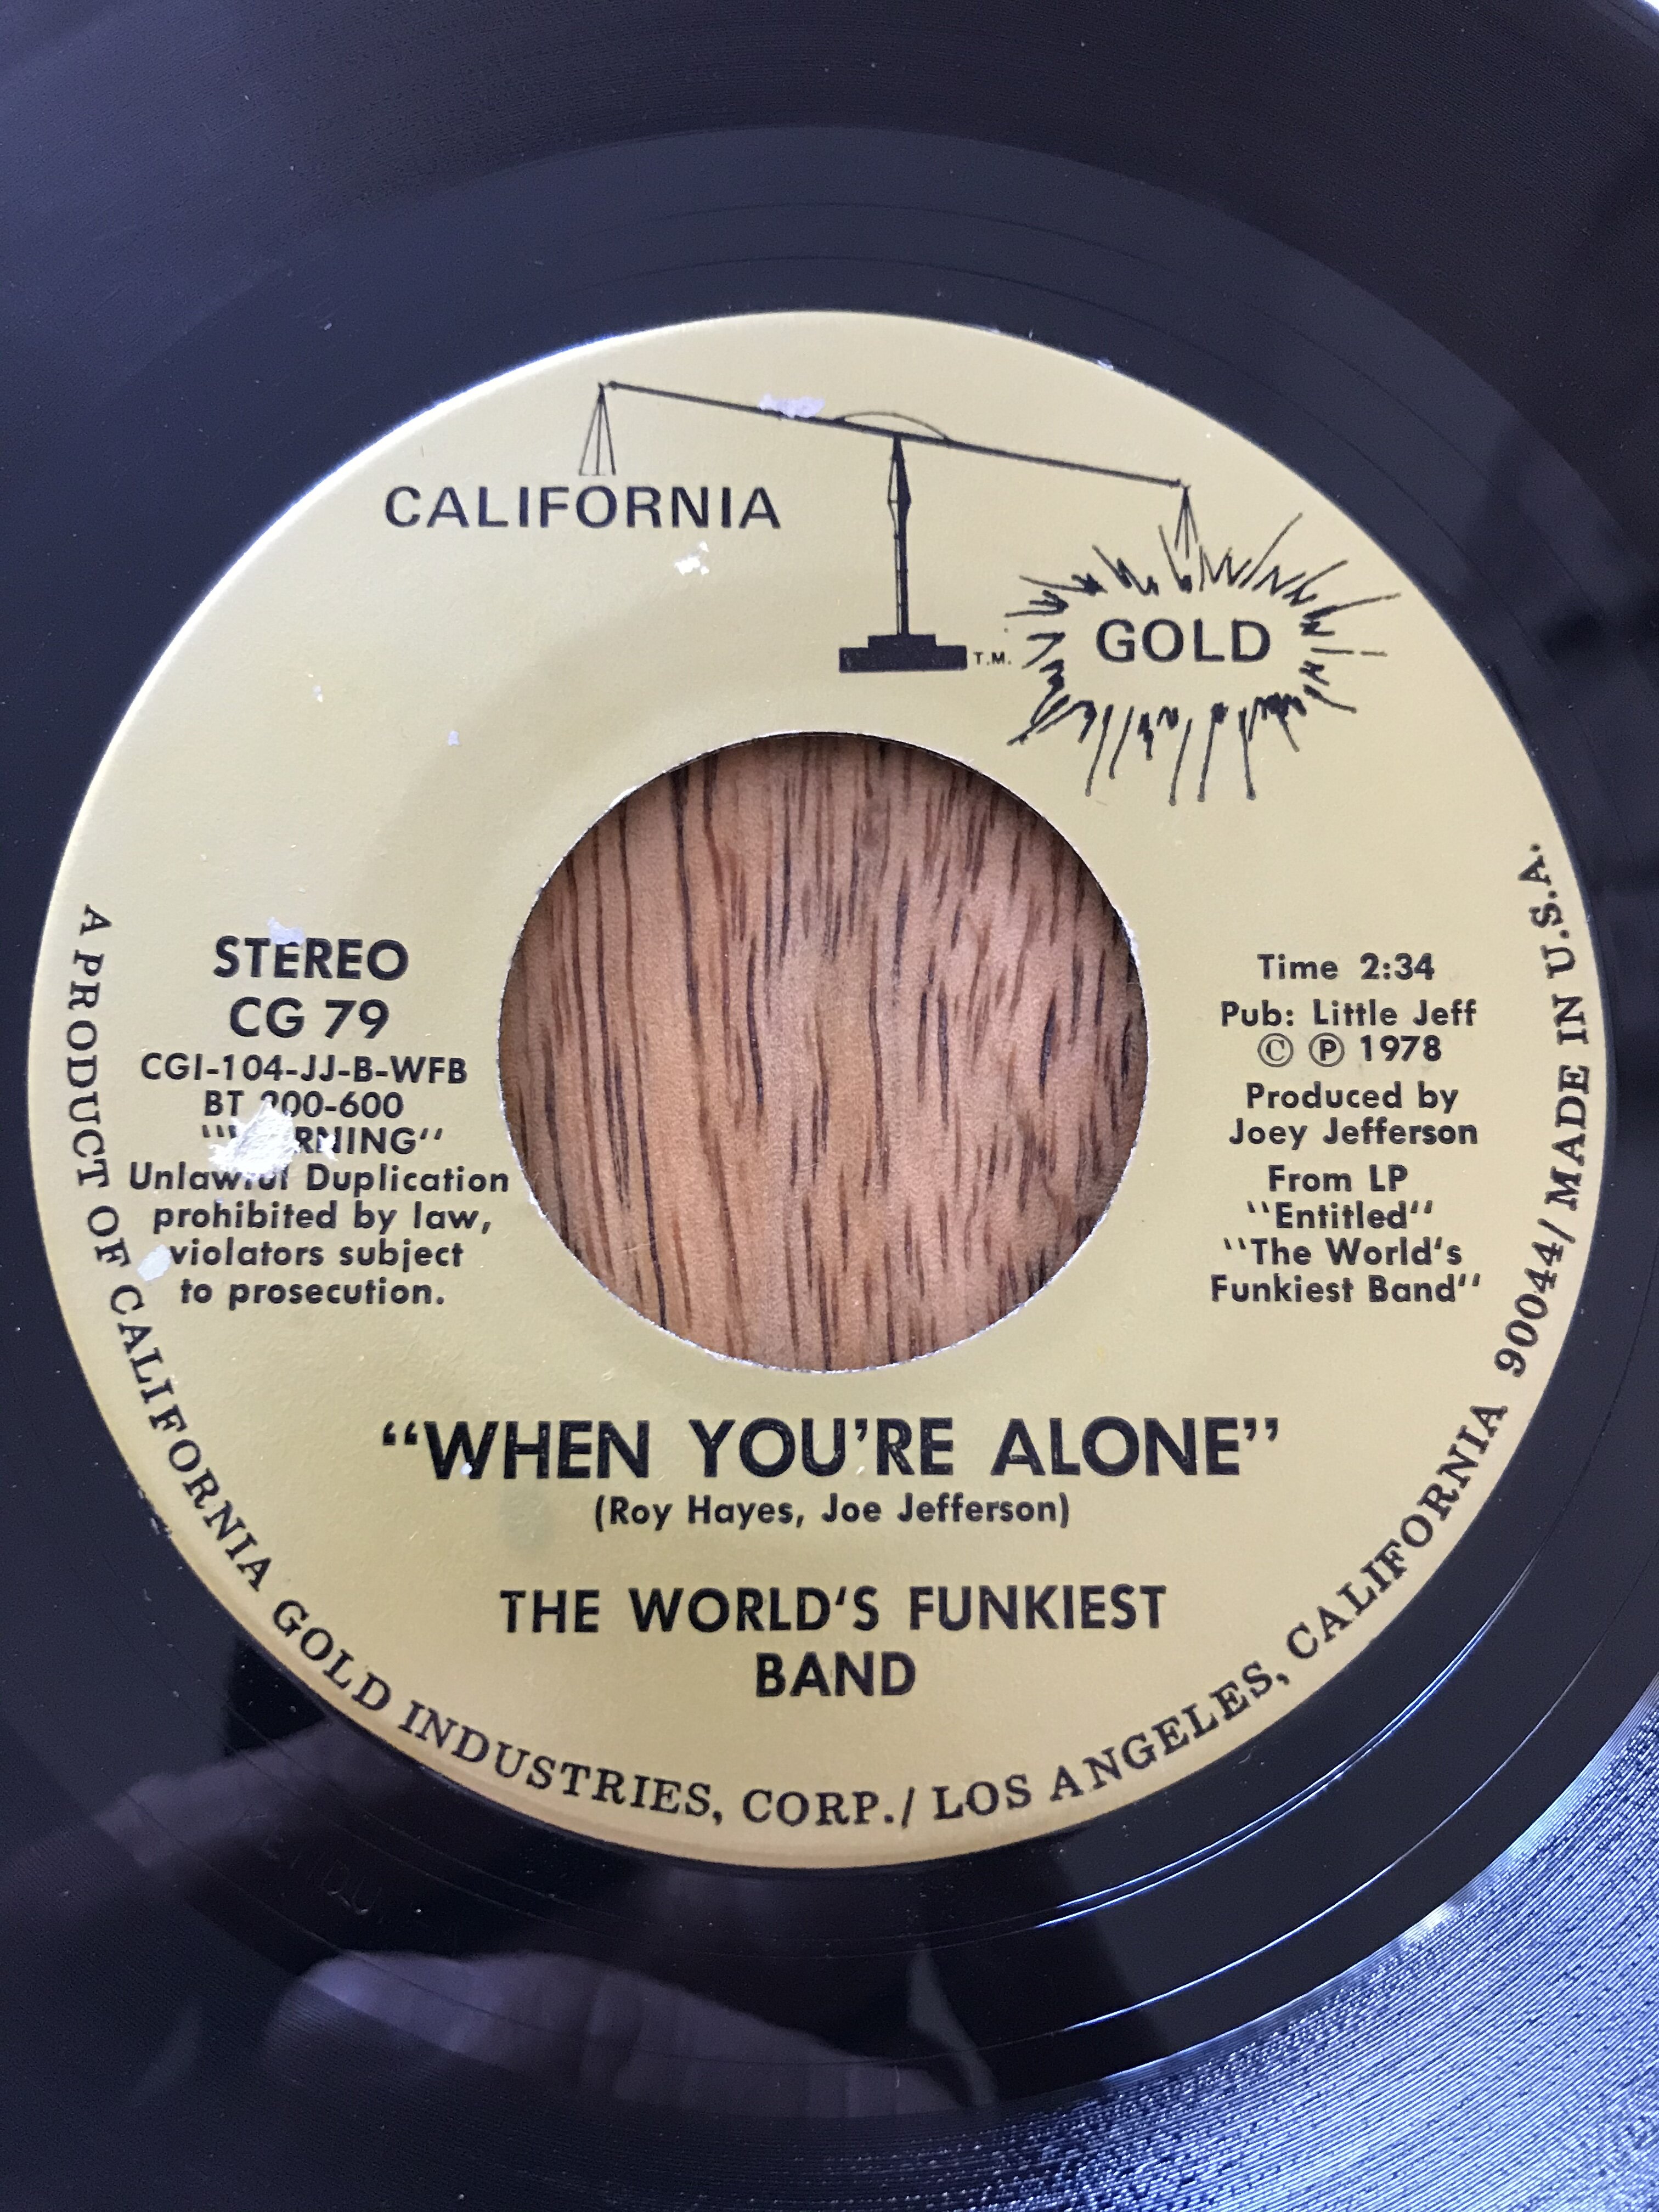 CALIFORNIA
T.M.
GOLD
STEREO
CG 79
CGI-104-JJ-B-WFB
BT 200-600
Unlawful Duplication
prohibited by law,
violators subject
to prosecution.
Time 2:34
Pub: Little Jeff
© ℗ 1978
Produced by
Joey Jefferson
From LP
"Entitled"
"The World's
Funkiest Band"
"WHEN YOU'RE ALONE"
(Roy Hayes, Joe Jefferson)
THE WORLD'S FUNKIEST
BAND
A PRODUCT OF CALIFORNIA GOLD INDUSTRIES, CORP./ LOS ANGELES, CALIFORNIA 90044/ MADE IN U.S.A.